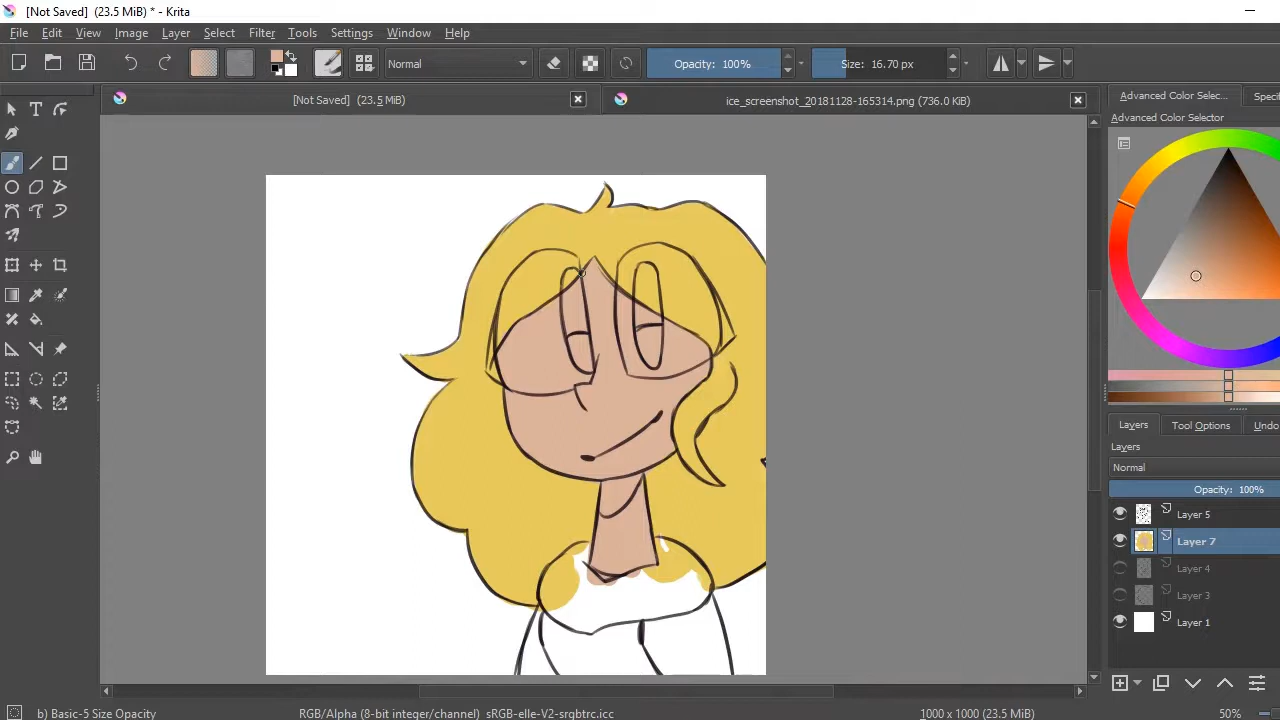 [Not Saved] (23.5 MiB) * - Krita
File Edit View Image Layer Select Filter Tools Settings Window Help
Normal Opacity: 100% Size: 16.70 px
[Not Saved] (23.5 MiB) ice_screenshot_20181128-165314.png (736.0 KiB)
Advanced Color Selec... Specif
Advanced Color Selector
Layers Tool Options Undo
Layers
Normal
Opacity: 100%
Layer 5
Layer 7
Layer 4
Layer 3
Layer 1
b) Basic-5 Size Opacity RGB/Alpha (8-bit integer/channel) sRGB-elle-V2-srgbtrc.icc 1000 x 1000 (23.5 MiB) 50%